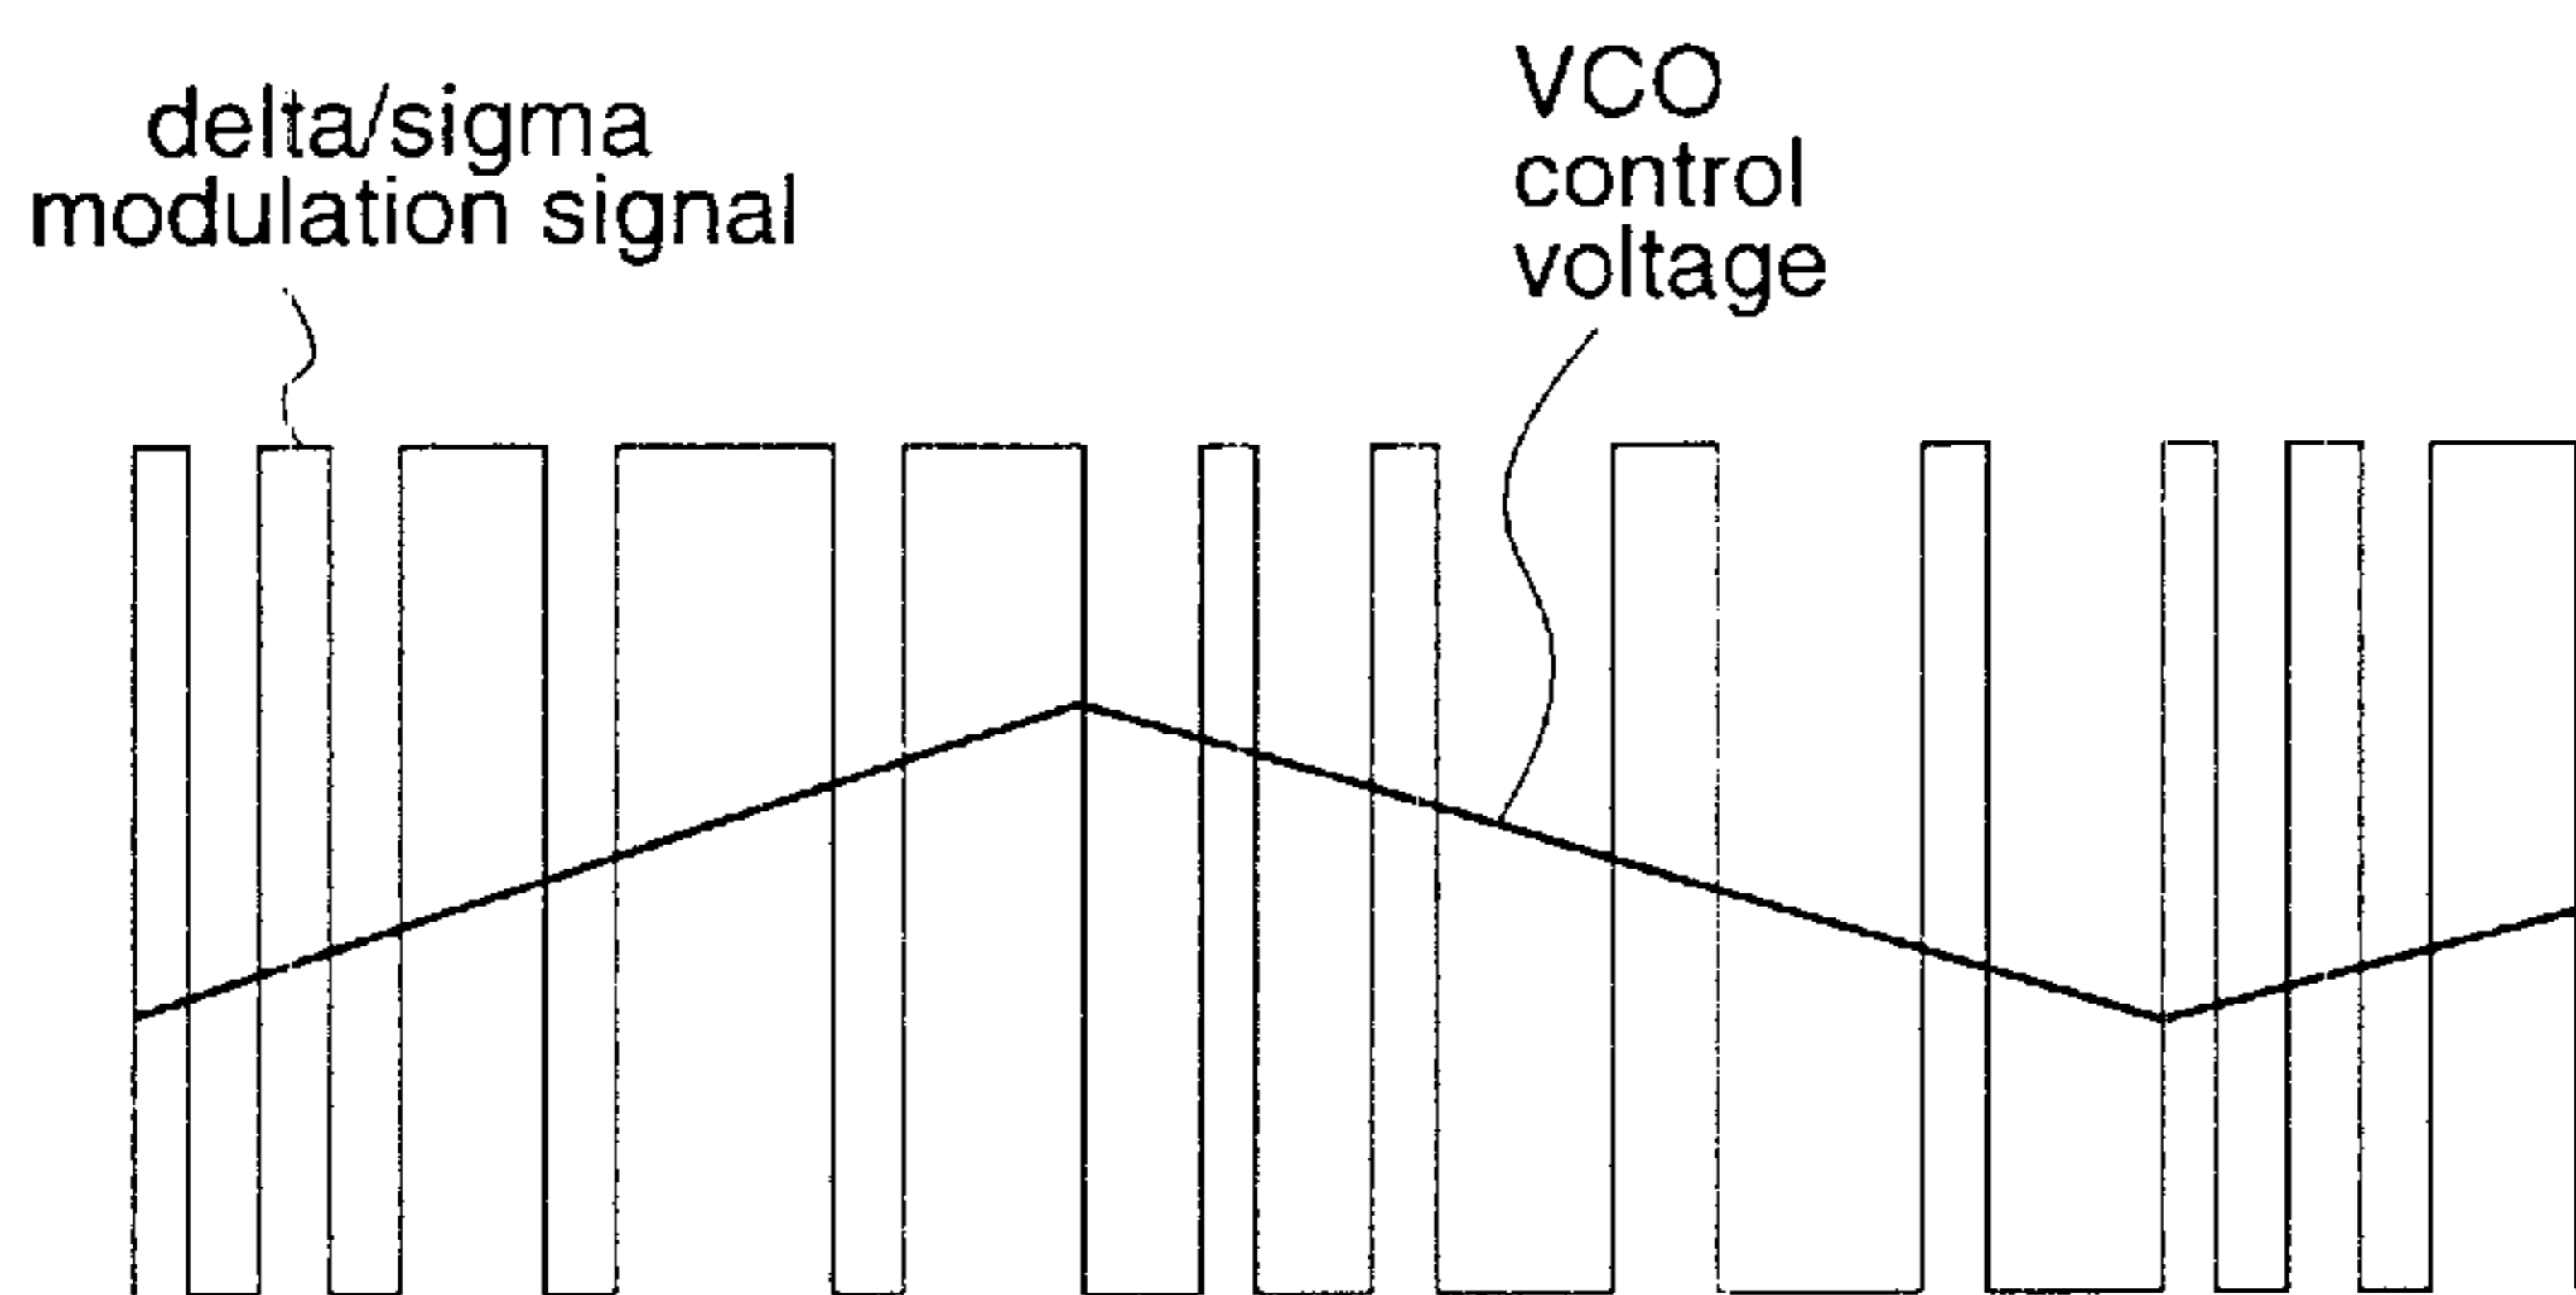 delta/sigma
modulation signal
VCO
control
voltage